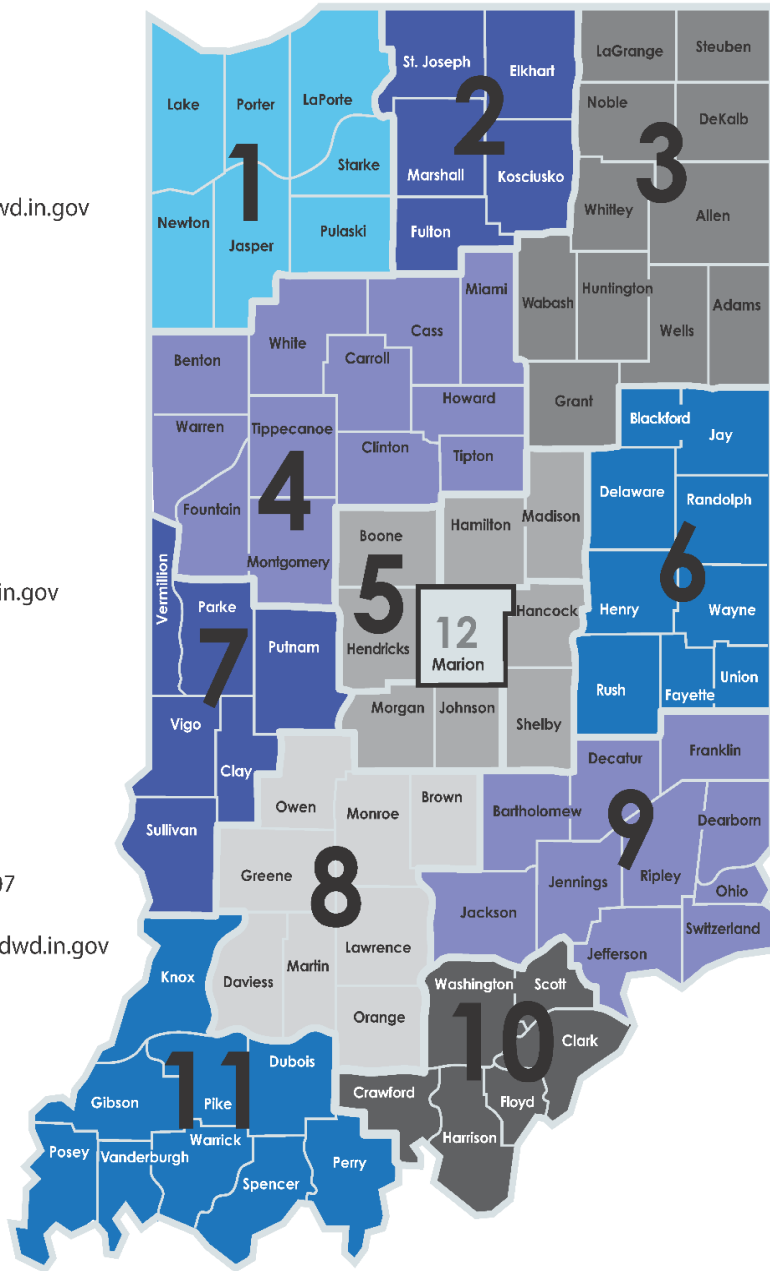 St. Joseph
Elkhart
LaGrange
Steuben
Lake
Porter
LaPorte
2
Noble
DeKalb
1
Starke
Marshall
Kosciusko
3
wd.in.gov
Newton
Jasper
Pulaski
Fulton
Whitley
Allen
Miami
Wabash
Huntington
Adams
White
Cass
Wells
Benton
Carroll
Howard
Grant
Warren
Tippecanoe
Clinton
Tipton
Blackford
Jay
4
Delaware
Randolph
Fountain
Boone
Hamilton
Madison
Montgomery
5
6
in.gov
Vermillion
Parke
Putnam
Hendricks
12
Marion
Hancock
Henry
Wayne
7
Rush
Fayette
Union
Vigo
Morgan
Johnson
Shelby
Clay
Decatur
Franklin
Sullivan
Owen
Monroe
Brown
Bartholomew
9
Dearborn
Greene
8
Jennings
Ripley
Ohio
07
Jackson
Switzerland
dwd.in.gov
Lawrence
Jefferson
Knox
Daviess
Martin
Washington
Scott
Orange
10
Clark
11
Dubois
Crawford
Floyd
Gibson
Pike
Harrison
Posey
Vanderburgh
Warrick
Perry
Spencer